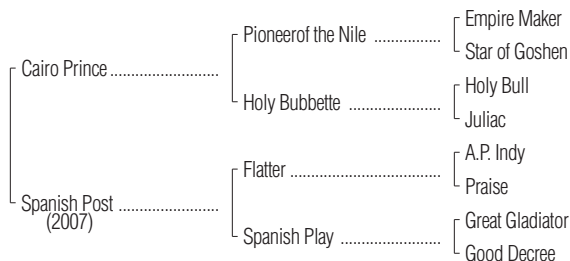 Empire Maker
Pioneerof the Nile ..................
Star of Goshen
Cairo Prince ........................
Holy Bull
Holy Bubbette .....................
Juliac
A.P. Indy
Flatter ...................................
Praise
Spanish Post ......................
(2007)
Great Gladiator
Spanish Play .......................
Good Decree